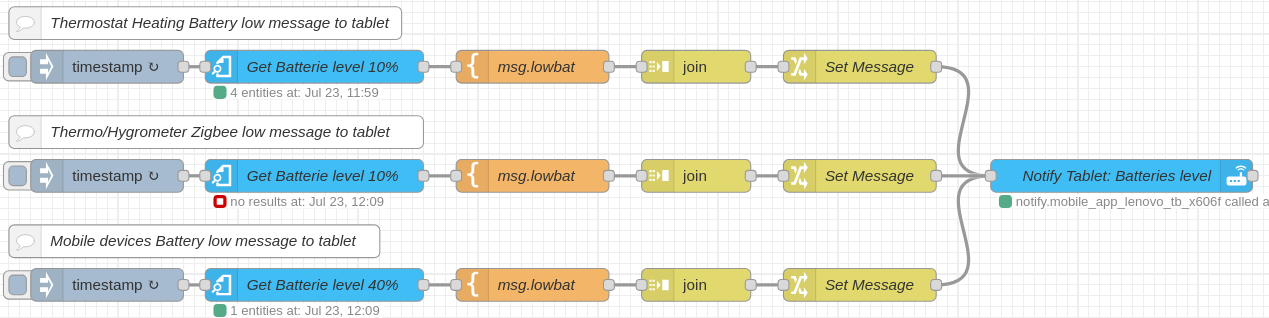 Thermostat Heating Battery low message to tablet
timestamp ↻ Get Batterie level 10% msg.lowbat join Set Message
4 entities at: Jul 23, 11:59
Thermo/Hygrometer Zigbee low message to tablet
timestamp ↻ Get Batterie level 10% msg.lowbat join Set Message Notify Tablet: Batteries level
no results at: Jul 23, 12:09 notify.mobile_app_lenovo_tb_x606f called a
Mobile devices Battery low message to tablet
timestamp ↻ Get Batterie level 40% msg.lowbat join Set Message
1 entities at: Jul 23, 12:09